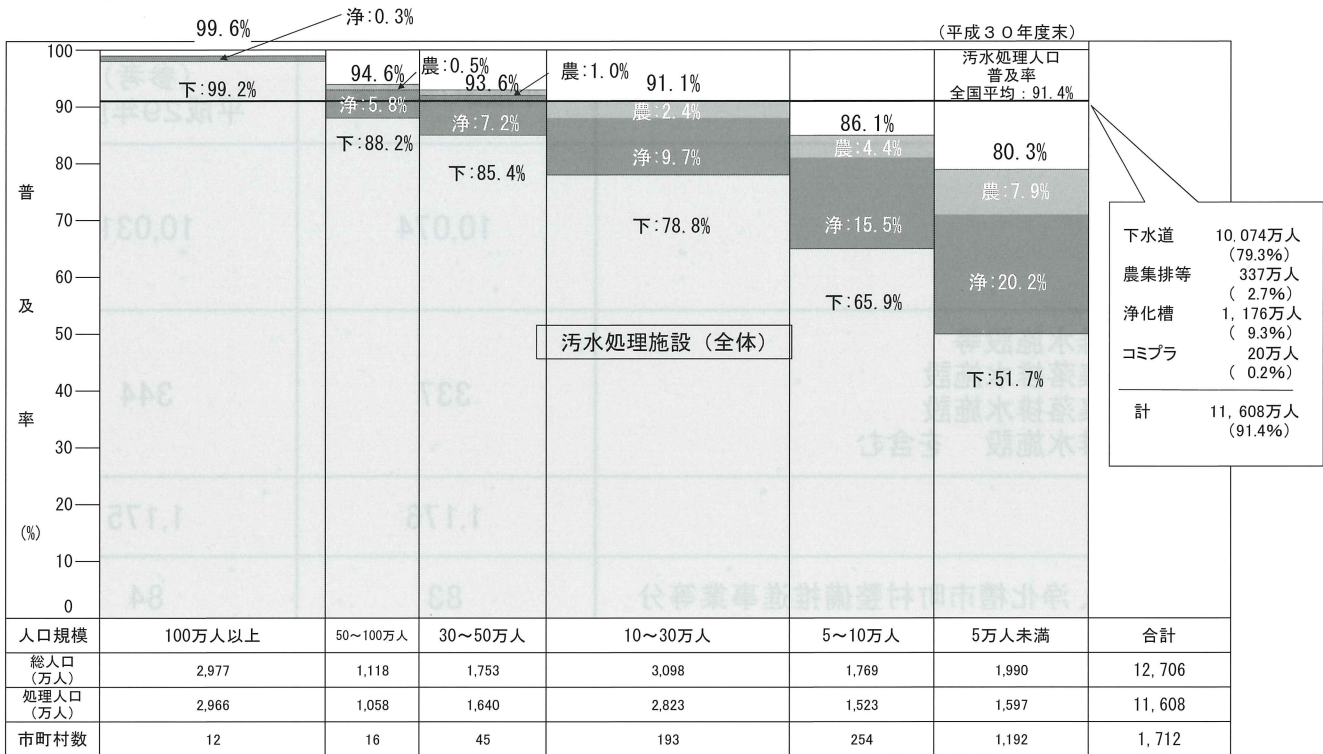 99.6%
浄:0.3%
(平成30年度末)
100
90
80
70
60
50
40
30
20
10
0
普及率(%)
下:99.2%
94.6%
農:0.5%
浄:5.8%
下:88.2%
93.6%
農:1.0%
浄:7.2%
下:85.4%
91.1%
農:2.4%
浄:9.7%
下:78.8%
86.1%
農:4.4%
浄:15.5%
下:65.9%
汚水処理人口
普及率
全国平均:91.4%
80.3%
農:7.9%
浄:20.2%
下:51.7%
汚水処理施設(全体)
下水道 10,074万人
(79.3%)
農集排等 337万人
( 2.7%)
浄化槽 1,176万人
( 9.3%)
コミプラ 20万人
( 0.2%)
計 11,608万人
(91.4%)
人口規模 100万人以上 50~100万人 30~50万人 10~30万人 5~10万人 5万人未満 合計
総人口
(万人) 2,977 1,118 1,753 3,098 1,769 1,990 12,706
処理人口
(万人) 2,966 1,058 1,640 2,823 1,523 1,597 11,608
市町村数 12 16 45 193 254 1,192 1,712